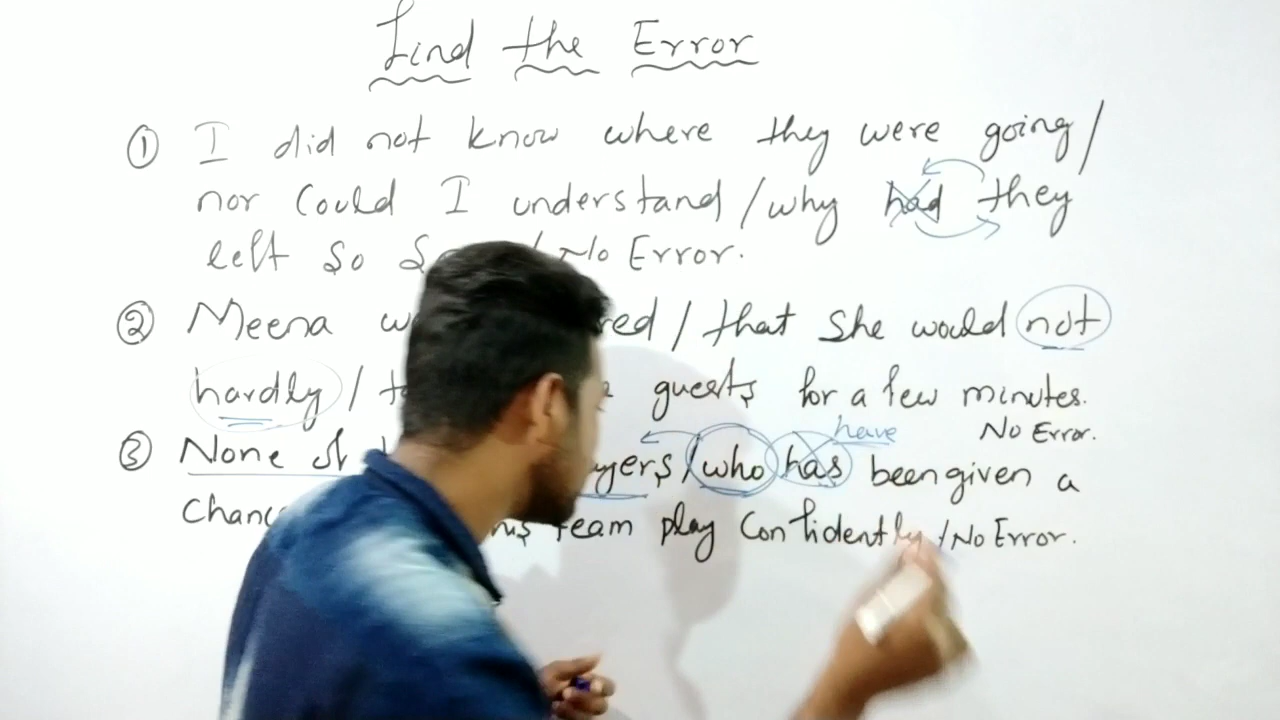 Find the Error
① I did not know where they were going/
nor Could I understand/why had they
left So / No Error.
② Meena / that She would not
hardly / guests for a few minutes.
have No Error.
③ None of /who has been given a
team play Confidently /No Error.